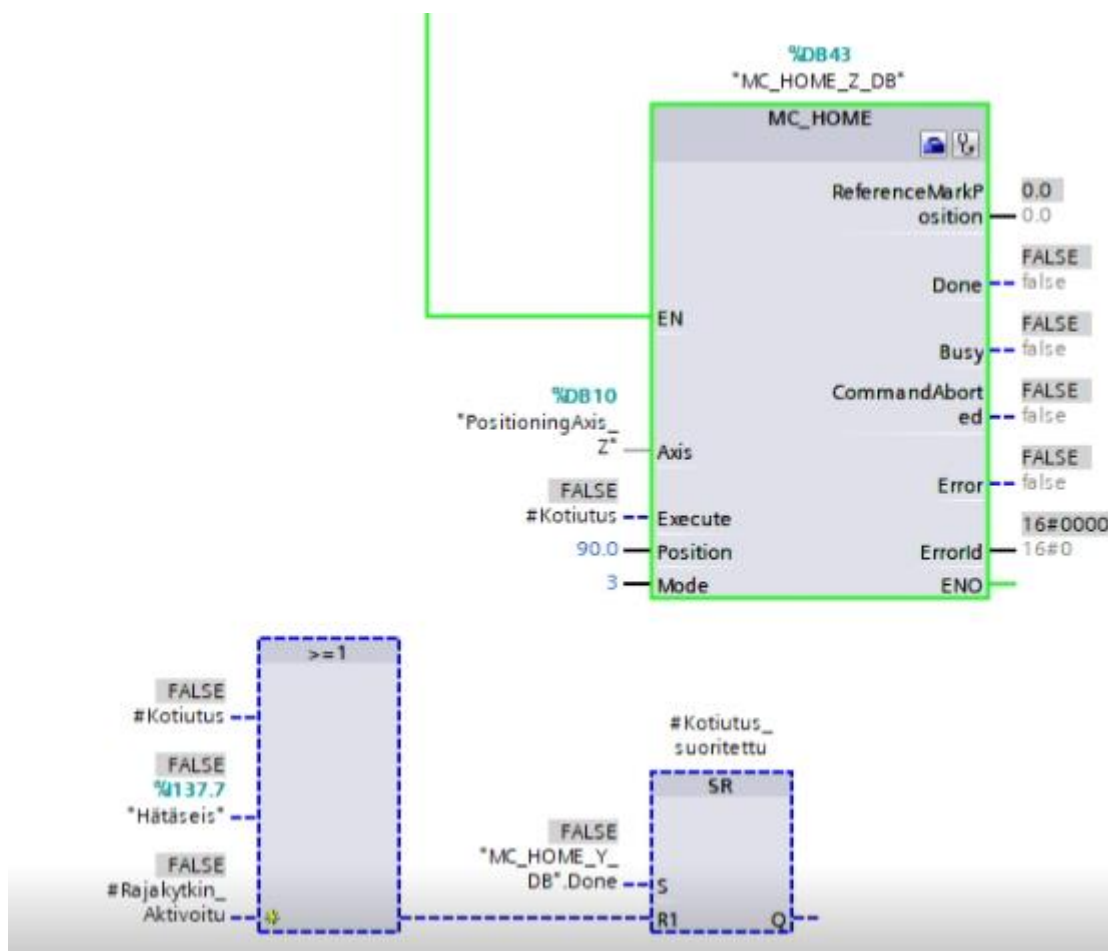 %DB43
"MC_HOME_Z_DB"
MC_HOME
ReferenceMarkP
osition
0.0
0.0
Done
FALSE
false
EN
Busy
FALSE
false
%DB10
"PositioningAxis_
Z"
Axis
CommandAbort
ed
FALSE
false
Error
FALSE
false
FALSE
#Kotiutus
Execute
90.0
Position
ErrorId
16#0000
16#0
3
Mode
ENO
>=1
FALSE
#Kotiutus
FALSE
%I137.7
"Hätäseis"
FALSE
#Rajakytkin_
Aktivoitu
#Kotiutus_
suoritettu
SR
FALSE
"MC_HOME_Y_
DB".Done
S
R1
Q